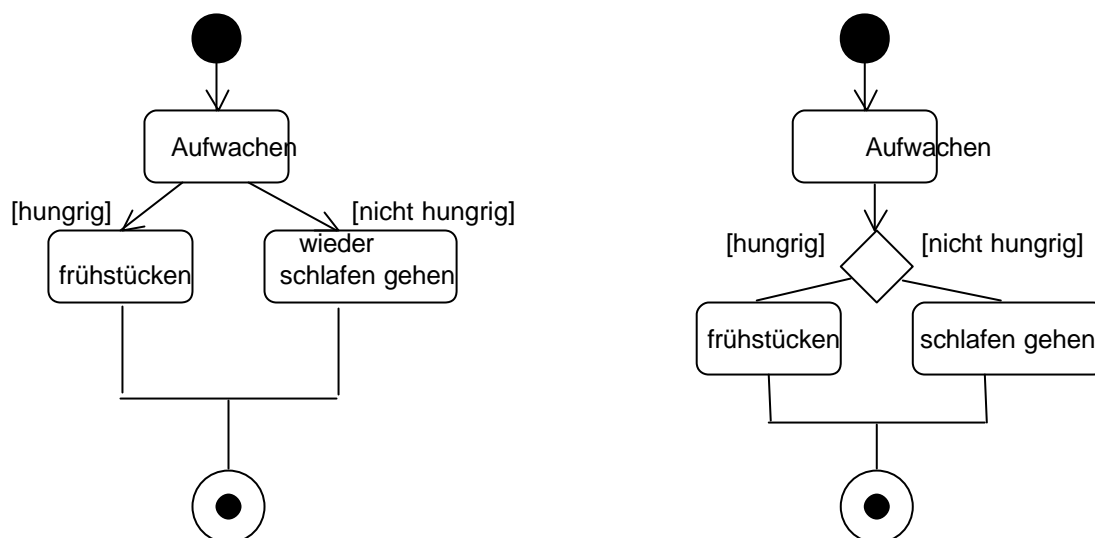 Aufwachen
[hungrig]
[nicht hungrig]
frühstücken
wieder
schlafen gehen
Aufwachen
[hungrig]
[nicht hungrig]
frühstücken
schlafen gehen